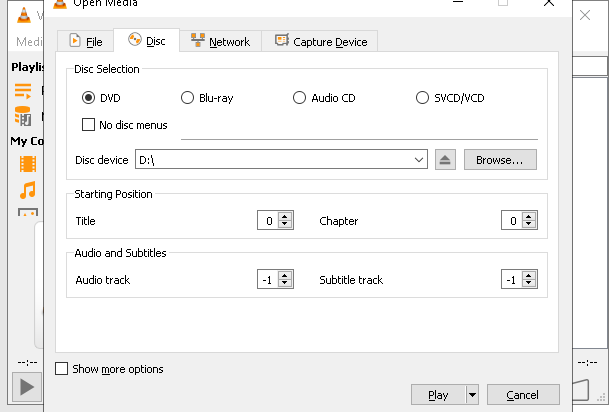 Open Media
V
Medi
File
Disc
Network
Capture Device
Playlis
Disc Selection
DVD
Blu-ray
Audio CD
SVCD/VCD
No disc menus
My Co
Disc device
D:\
Browse...
Starting Position
Title
0
Chapter
0
Audio and Subtitles
Audio track
-1
Subtitle track
-1
--:--
Show more options
--:--
Play
Cancel